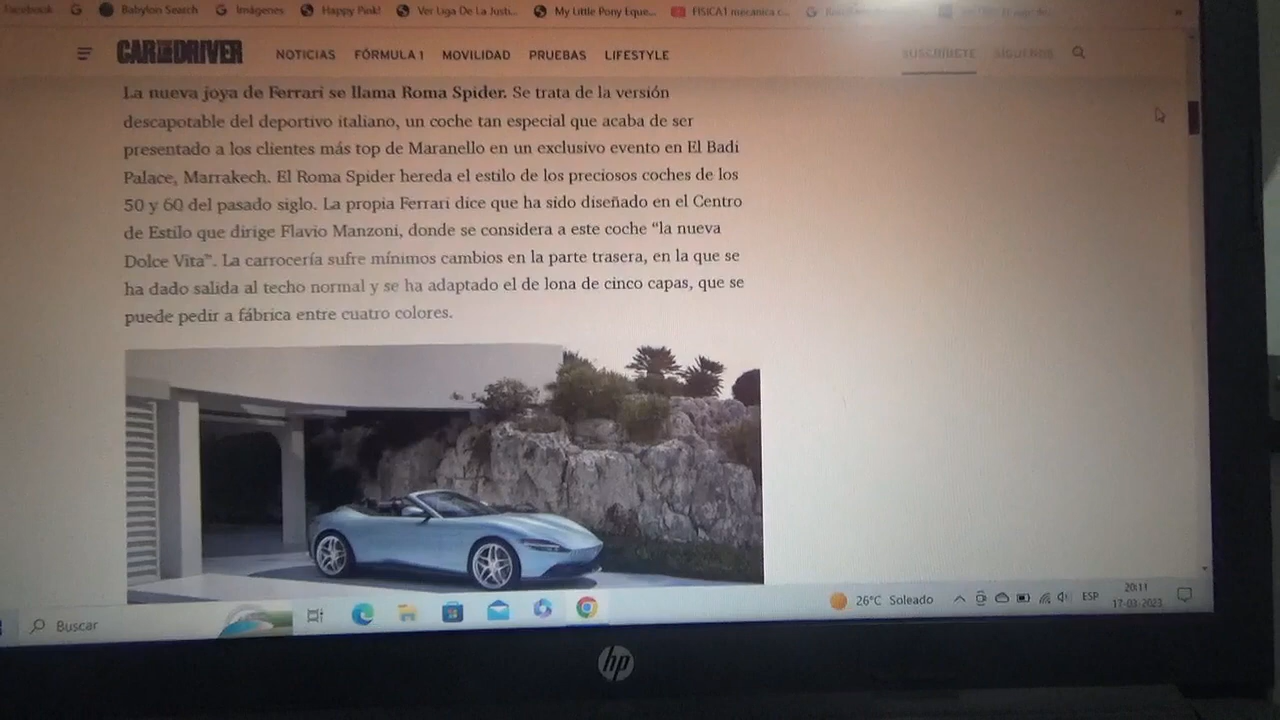 Facebook G Babylon Search G Imágenes Happy Pink! Ver Liga De La Justi... My Little Pony Eque... FISICA1 mecanica c... G
»
CAR AND DRIVER NOTICIAS FÓRMULA 1 MOVILIDAD PRUEBAS LIFESTYLE SUSCRÍBETE SÍGUENOS
La nueva joya de Ferrari se llama Roma Spider. Se trata de la versión
descapotable del deportivo italiano, un coche tan especial que acaba de ser
presentado a los clientes más top de Maranello en un exclusivo evento en El Badi
Palace, Marrakech. El Roma Spider hereda el estilo de los preciosos coches de los
50 y 60 del pasado siglo. La propia Ferrari dice que ha sido diseñado en el Centro
de Estilo que dirige Flavio Manzoni, donde se considera a este coche “la nueva
Dolce Vita”. La carrocería sufre mínimos cambios en la parte trasera, en la que se
ha dado salida al techo normal y se ha adaptado el de lona de cinco capas, que se
puede pedir a fábrica entre cuatro colores.
Buscar 26°C Soleado ESP 20:11
17-03-2023
hp